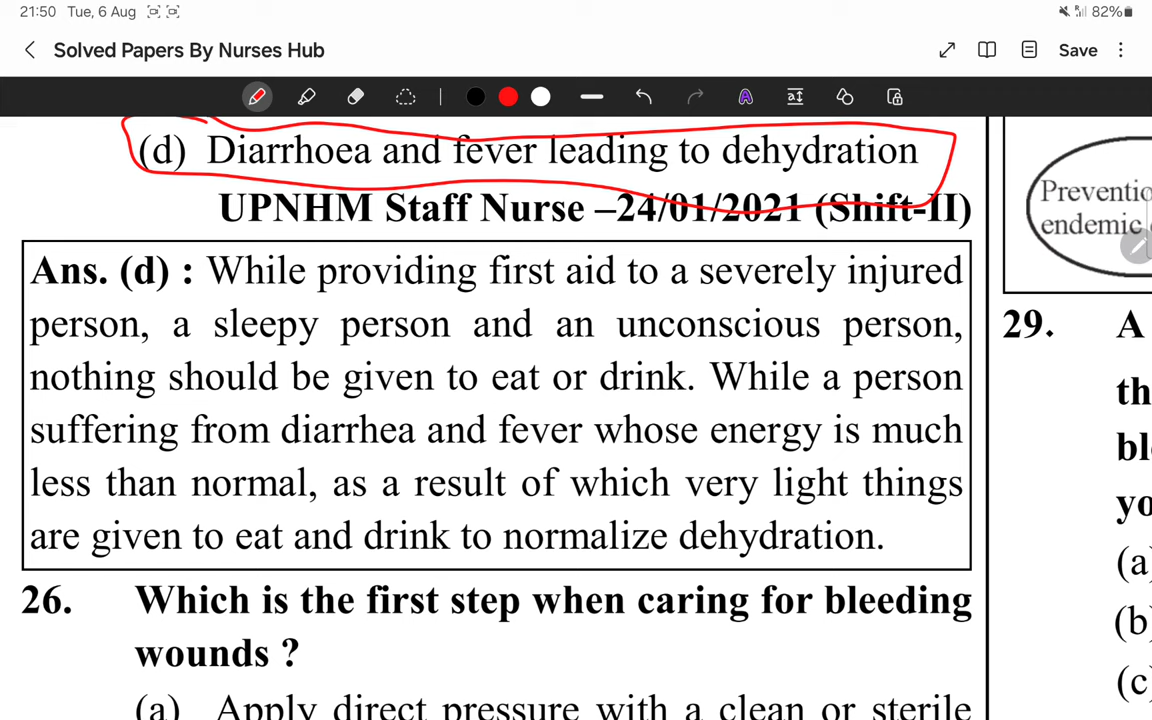 21:50 Tue, 6 Aug 82%
Solved Papers By Nurses Hub Save
(d) Diarrhoea and fever leading to dehydration
UPNHM Staff Nurse –24/01/2021 (Shift-II)
Ans. (d) : While providing first aid to a severely injured
person, a sleepy person and an unconscious person,
nothing should be given to eat or drink. While a person
suffering from diarrhea and fever whose energy is much
less than normal, as a result of which very light things
are given to eat and drink to normalize dehydration.
26. Which is the first step when caring for bleeding
wounds ?
(a) Apply direct pressure with a clean or sterile
endemic
29. A
(a)
(b)
(c)